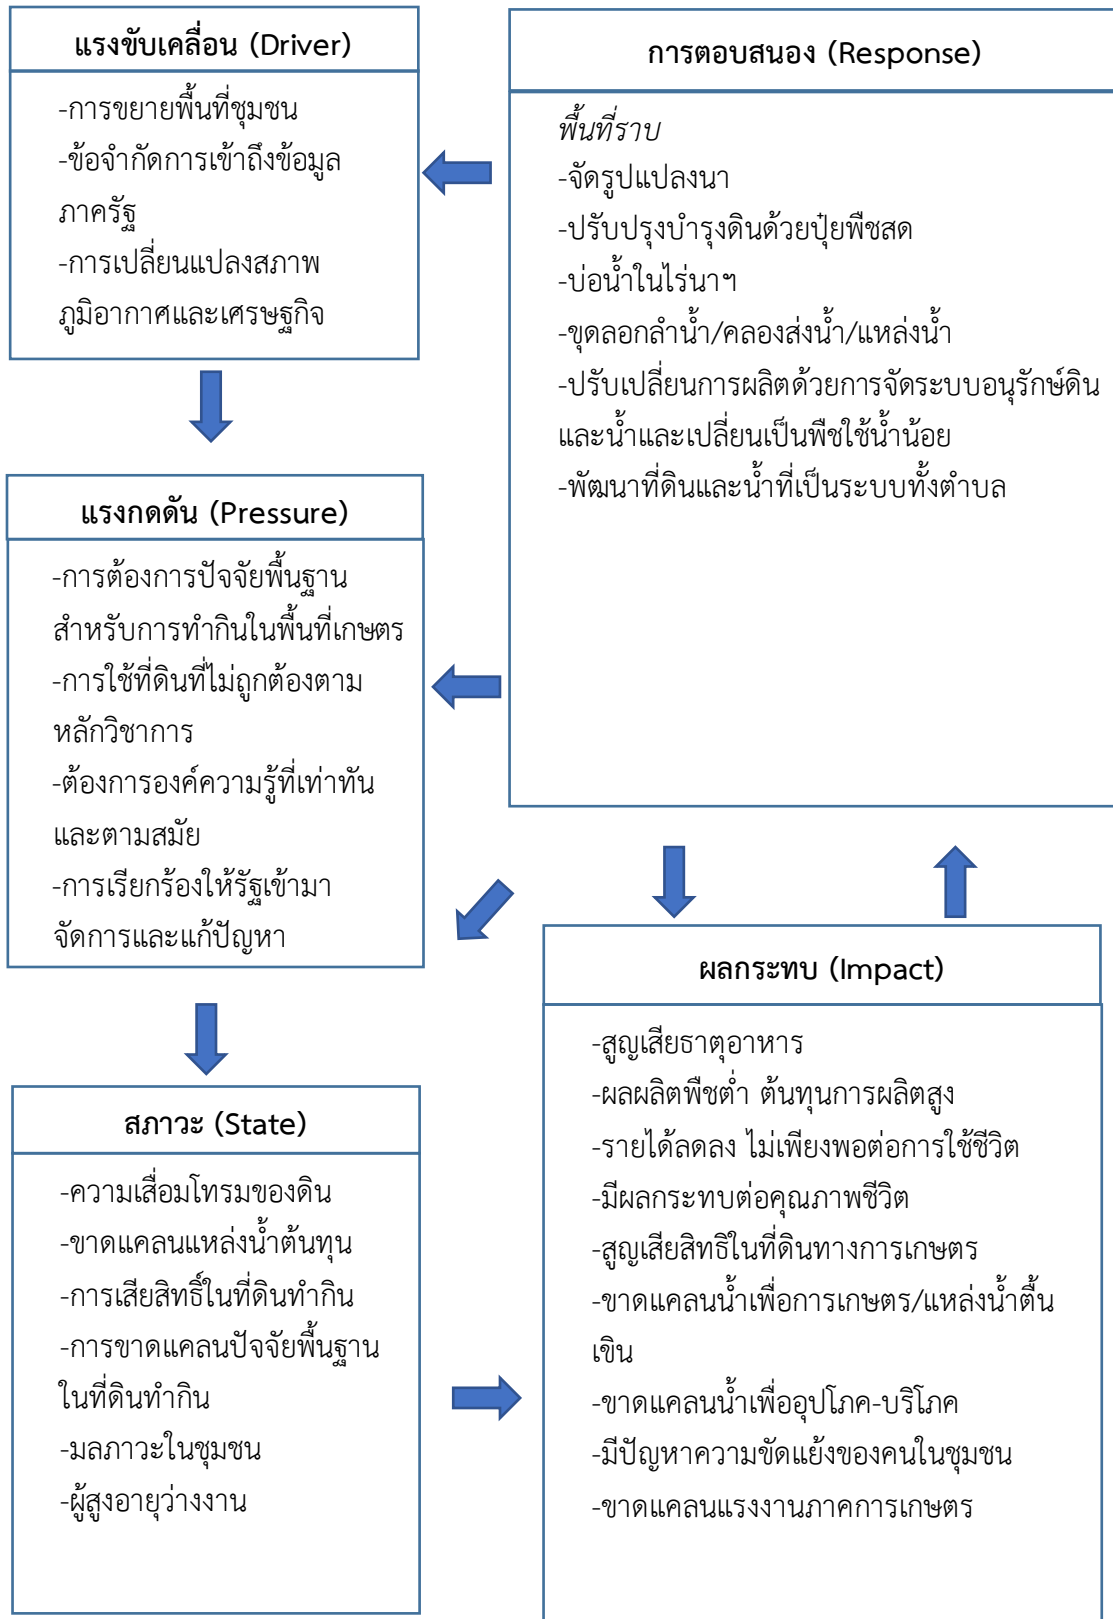 แรงขับเคลื่อน (Driver)
-การขยายพื้นที่ชุมชน
-ข้อจำกัดการเข้าถึงข้อมูล
ภาครัฐ
-การเปลี่ยนแปลงสภาพ
ภูมิอากาศและเศรษฐกิจ
การตอบสนอง (Response)
พื้นที่ราบ
-จัดรูปแปลงนา
-ปรับปรุงบำรุงดินด้วยปุ๋ยพืชสด
-บ่อน้ำในไร่นาฯ
-ขุดลอกลำน้ำ/คลองส่งน้ำ/แหล่งน้ำ
-ปรับเปลี่ยนการผลิตด้วยการจัดระบบอนุรักษ์ดิน
และน้ำและเปลี่ยนเป็นพืชใช้น้ำน้อย
-พัฒนาที่ดินและน้ำที่เป็นระบบทั้งตำบล
แรงกดดัน (Pressure)
-การต้องการปัจจัยพื้นฐาน
สำหรับการทำกินในพื้นที่เกษตร
-การใช้ที่ดินที่ไม่ถูกต้องตาม
หลักวิชาการ
-ต้องการองค์ความรู้ที่เท่าทัน
และตามสมัย
-การเรียกร้องให้รัฐเข้ามา
จัดการและแก้ปัญหา
สภาวะ (State)
-ความเสื่อมโทรมของดิน
-ขาดแคลนแหล่งน้ำต้นทุน
-การเสียสิทธิ์ในที่ดินทำกิน
-การขาดแคลนปัจจัยพื้นฐาน
ในที่ดินทำกิน
-มลภาวะในชุมชน
-ผู้สูงอายุว่างงาน
ผลกระทบ (Impact)
-สูญเสียธาตุอาหาร
-ผลผลิตพืชต่ำ ต้นทุนการผลิตสูง
-รายได้ลดลง ไม่เพียงพอต่อการใช้ชีวิต
-มีผลกระทบต่อคุณภาพชีวิต
-สูญเสียสิทธิในที่ดินทางการเกษตร
-ขาดแคลนน้ำเพื่อการเกษตร/แหล่งน้ำตื้น
เขิน
-ขาดแคลนน้ำเพื่ออุปโภค-บริโภค
-มีปัญหาความขัดแย้งของคนในชุมชน
-ขาดแคลนแรงงานภาคการเกษตร